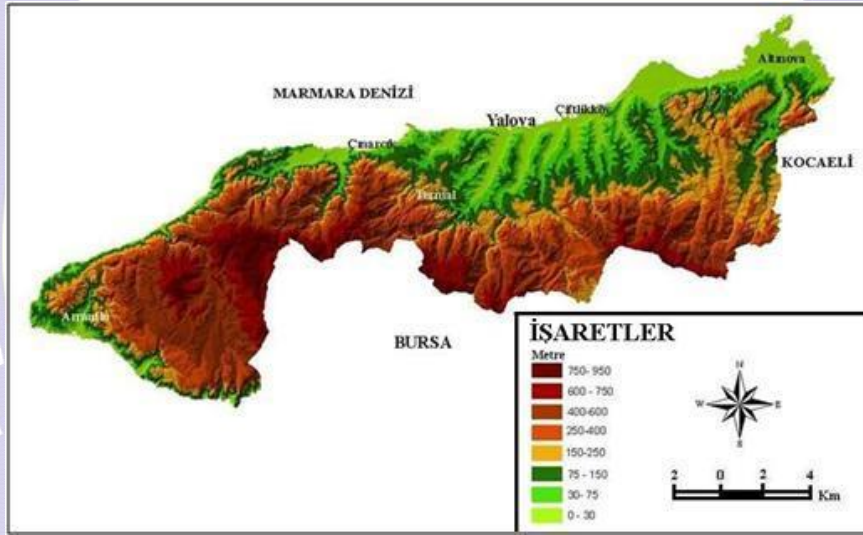 Altınova
MARMARA DENİZİ
Çiftlikköy
Yalova
Çınarcık
KOCAELİ
Termal
Armutlu
BURSA
İŞARETLER
Metre
750- 950
600 - 750
400-600
250-400
150-250
75 - 150
30- 75
0 - 30
N
W E
S
2 0 2 4
Km